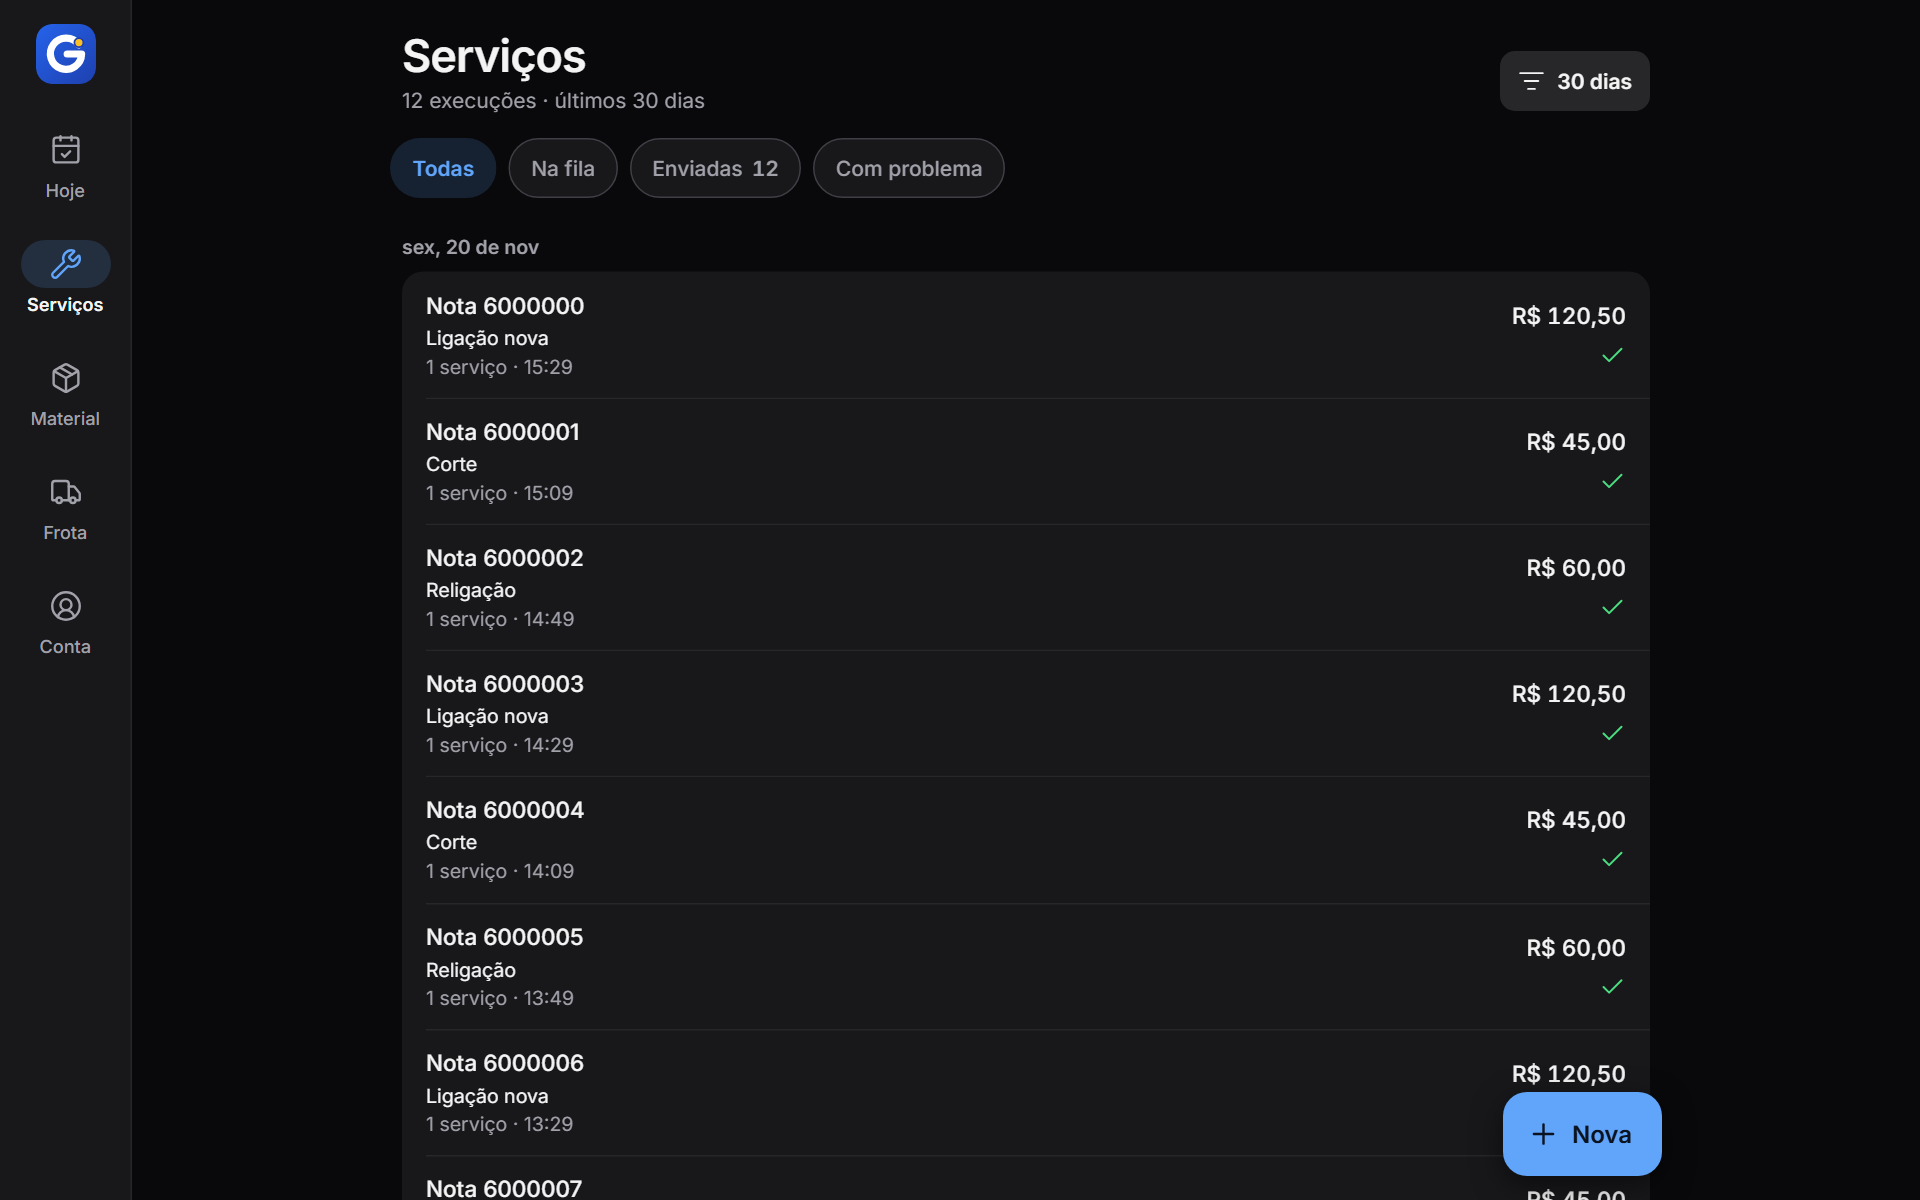 G
Hoje
Serviços
Material
Frota
Conta
Serviços
12 execuções · últimos 30 dias
30 dias
Todas
Na fila
Enviadas 12
Com problema
sex, 20 de nov
Nota 6000000
Ligação nova
1 serviço · 15:29
R$ 120,50
Nota 6000001
Corte
1 serviço · 15:09
R$ 45,00
Nota 6000002
Religação
1 serviço · 14:49
R$ 60,00
Nota 6000003
Ligação nova
1 serviço · 14:29
R$ 120,50
Nota 6000004
Corte
1 serviço · 14:09
R$ 45,00
Nota 6000005
Religação
1 serviço · 13:49
R$ 60,00
Nota 6000006
Ligação nova
1 serviço · 13:29
R$ 120,50
Nova
Nota 6000007
R$ 45,00